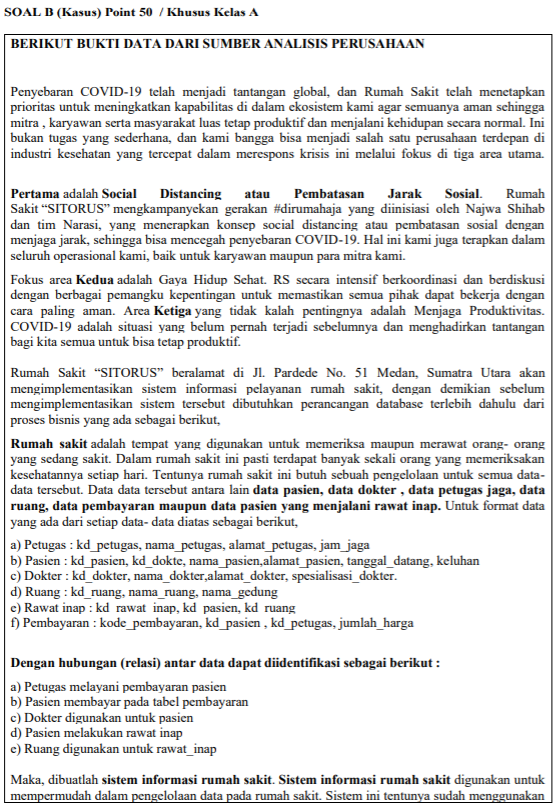 SOAL B (Kasus) Point 50 / Khusus Kelas A
BERIKUT BUKTI DATA DARI SUMBER ANALISIS PERUSAHAAN
Penyebaran COVID-19 telah menjadi tantangan global, dan Rumah Sakit telah menetapkan
prioritas untuk meningkatkan kapabilitas di dalam ekosistem kami agar semuanya aman sehingga
mitra , karyawan serta masyarakat luas tetap produktif dan menjalani kehidupan secara normal. Ini
bukan tugas yang sederhana, dan kami bangga bisa menjadi salah satu perusahaan terdepan di
industri kesehatan yang tercepat dalam merespons krisis ini melalui fokus di tiga area utama.
Pertama adalah Social Distancing atau Pembatasan Jarak Sosial. Rumah
Sakit “SITORUS” mengkampanyekan gerakan #dirumahaja yang diinisiasi oleh Najwa Shihab
dan tim Narasi, yang menerapkan konsep social distancing atau pembatasan sosial dengan
menjaga jarak, sehingga bisa mencegah penyebaran COVID-19. Hal ini kami juga terapkan dalam
seluruh operasional kami, baik untuk karyawan maupun para mitra kami.
Fokus area Kedua adalah Gaya Hidup Sehat. RS secara intensif berkoordinasi dan berdiskusi
dengan berbagai pemangku kepentingan untuk memastikan semua pihak dapat bekerja dengan
cara paling aman. Area Ketiga yang tidak kalah pentingnya adalah Menjaga Produktivitas.
COVID-19 adalah situasi yang belum pernah terjadi sebelumnya dan menghadirkan tantangan
bagi kita semua untuk bisa tetap produktif.
Rumah Sakit “SITORUS” beralamat di Jl. Pardede No. 51 Medan, Sumatra Utara akan
mengimplementasikan sistem informasi pelayanan rumah sakit, dengan demikian sebelum
mengimplementasikan sistem tersebut dibutuhkan perancangan database terlebih dahulu dari
proses bisnis yang ada sebagai berikut,
Rumah sakit adalah tempat yang digunakan untuk memeriksa maupun merawat orang- orang
yang sedang sakit. Dalam rumah sakit ini pasti terdapat banyak sekali orang yang memeriksakan
kesehatannya setiap hari. Tentunya rumah sakit ini butuh sebuah pengelolaan untuk semua data-
data tersebut. Data data tersebut antara lain data pasien, data dokter , data petugas jaga, data
ruang, data pembayaran maupun data pasien yang menjalani rawat inap. Untuk format data
yang ada dari setiap data- data diatas sebagai berikut,
a) Petugas : kd_petugas, nama_petugas, alamat_petugas, jam_jaga
b) Pasien : kd_pasien, kd_dokte, nama_pasien,alamat_pasien, tanggal_datang, keluhan
c) Dokter : kd_dokter, nama_dokter,alamat_dokter, spesialisasi_dokter.
d) Ruang : kd_ruang, nama_ruang, nama_gedung
e) Rawat inap : kd_rawat_inap, kd_pasien, kd_ruang
f) Pembayaran : kode_pembayaran, kd_pasien , kd_petugas, jumlah_harga
Dengan hubungan (relasi) antar data dapat diidentifikasi sebagai berikut :
a) Petugas melayani pembayaran pasien
b) Pasien membayar pada tabel pembayaran
c) Dokter digunakan untuk pasien
d) Pasien melakukan rawat inap
e) Ruang digunakan untuk rawat_inap
Maka, dibuatlah sistem informasi rumah sakit. Sistem informasi rumah sakit digunakan untuk
mempermudah dalam pengelolaan data pada rumah sakit. Sistem ini tentunya sudah menggunakan